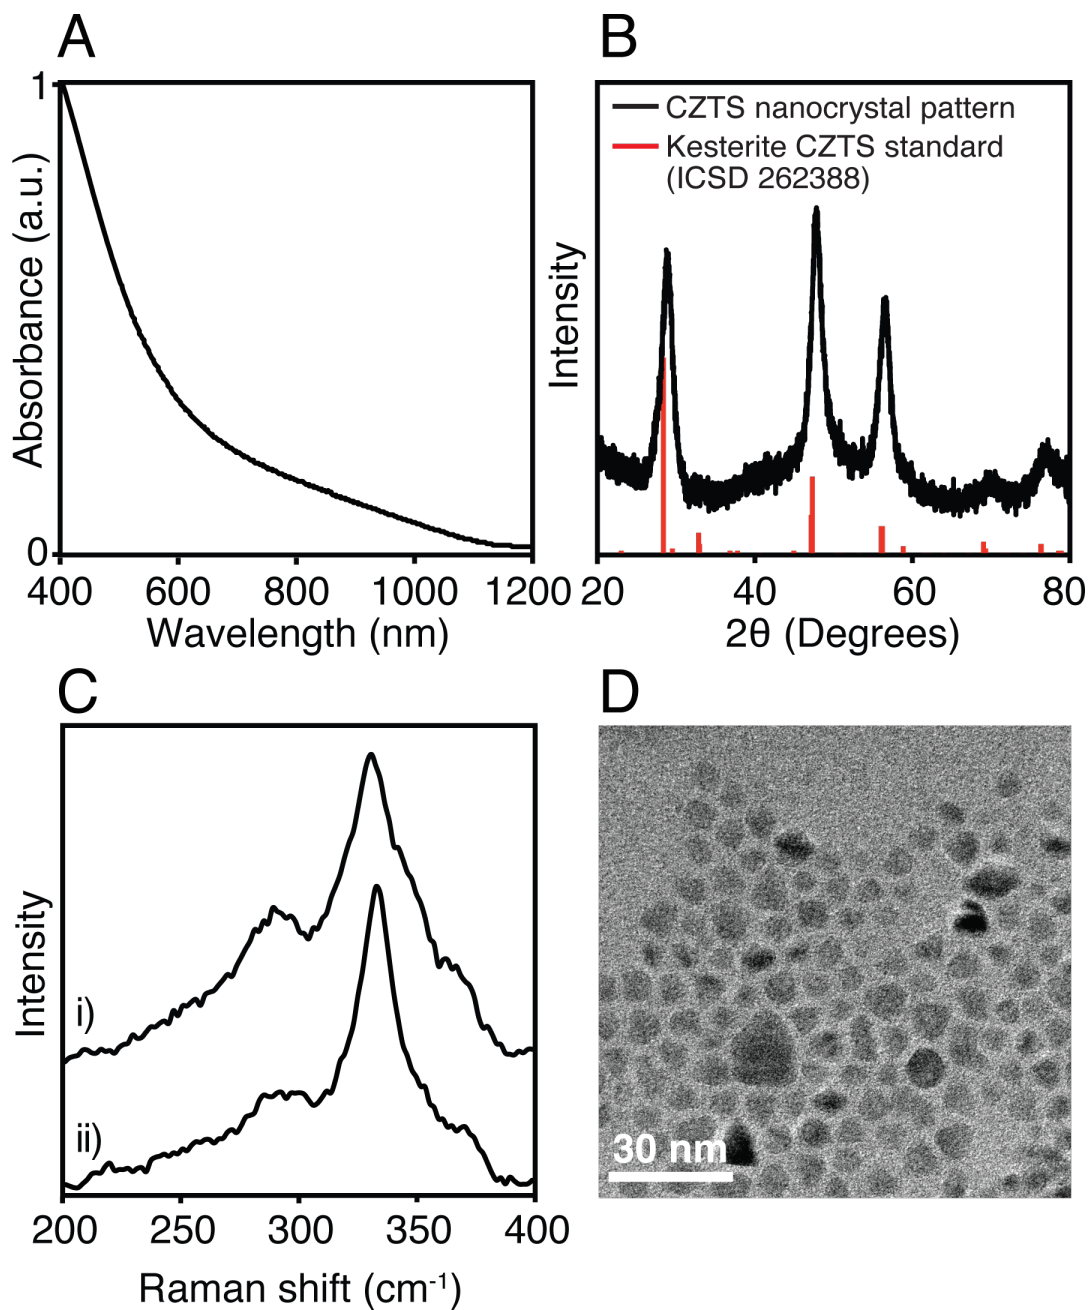 A
1
0
Absorbance (a.u.)
400 600 800 1000 1200
Wavelength (nm)
B
CZTS nanocrystal pattern
Kesterite CZTS standard
(ICSD 262388)
Intensity
20 40 60 80
2θ (Degrees)
C
Intensity
i)
ii)
200 250 300 350 400
Raman shift (cm⁻¹)
D
30 nm